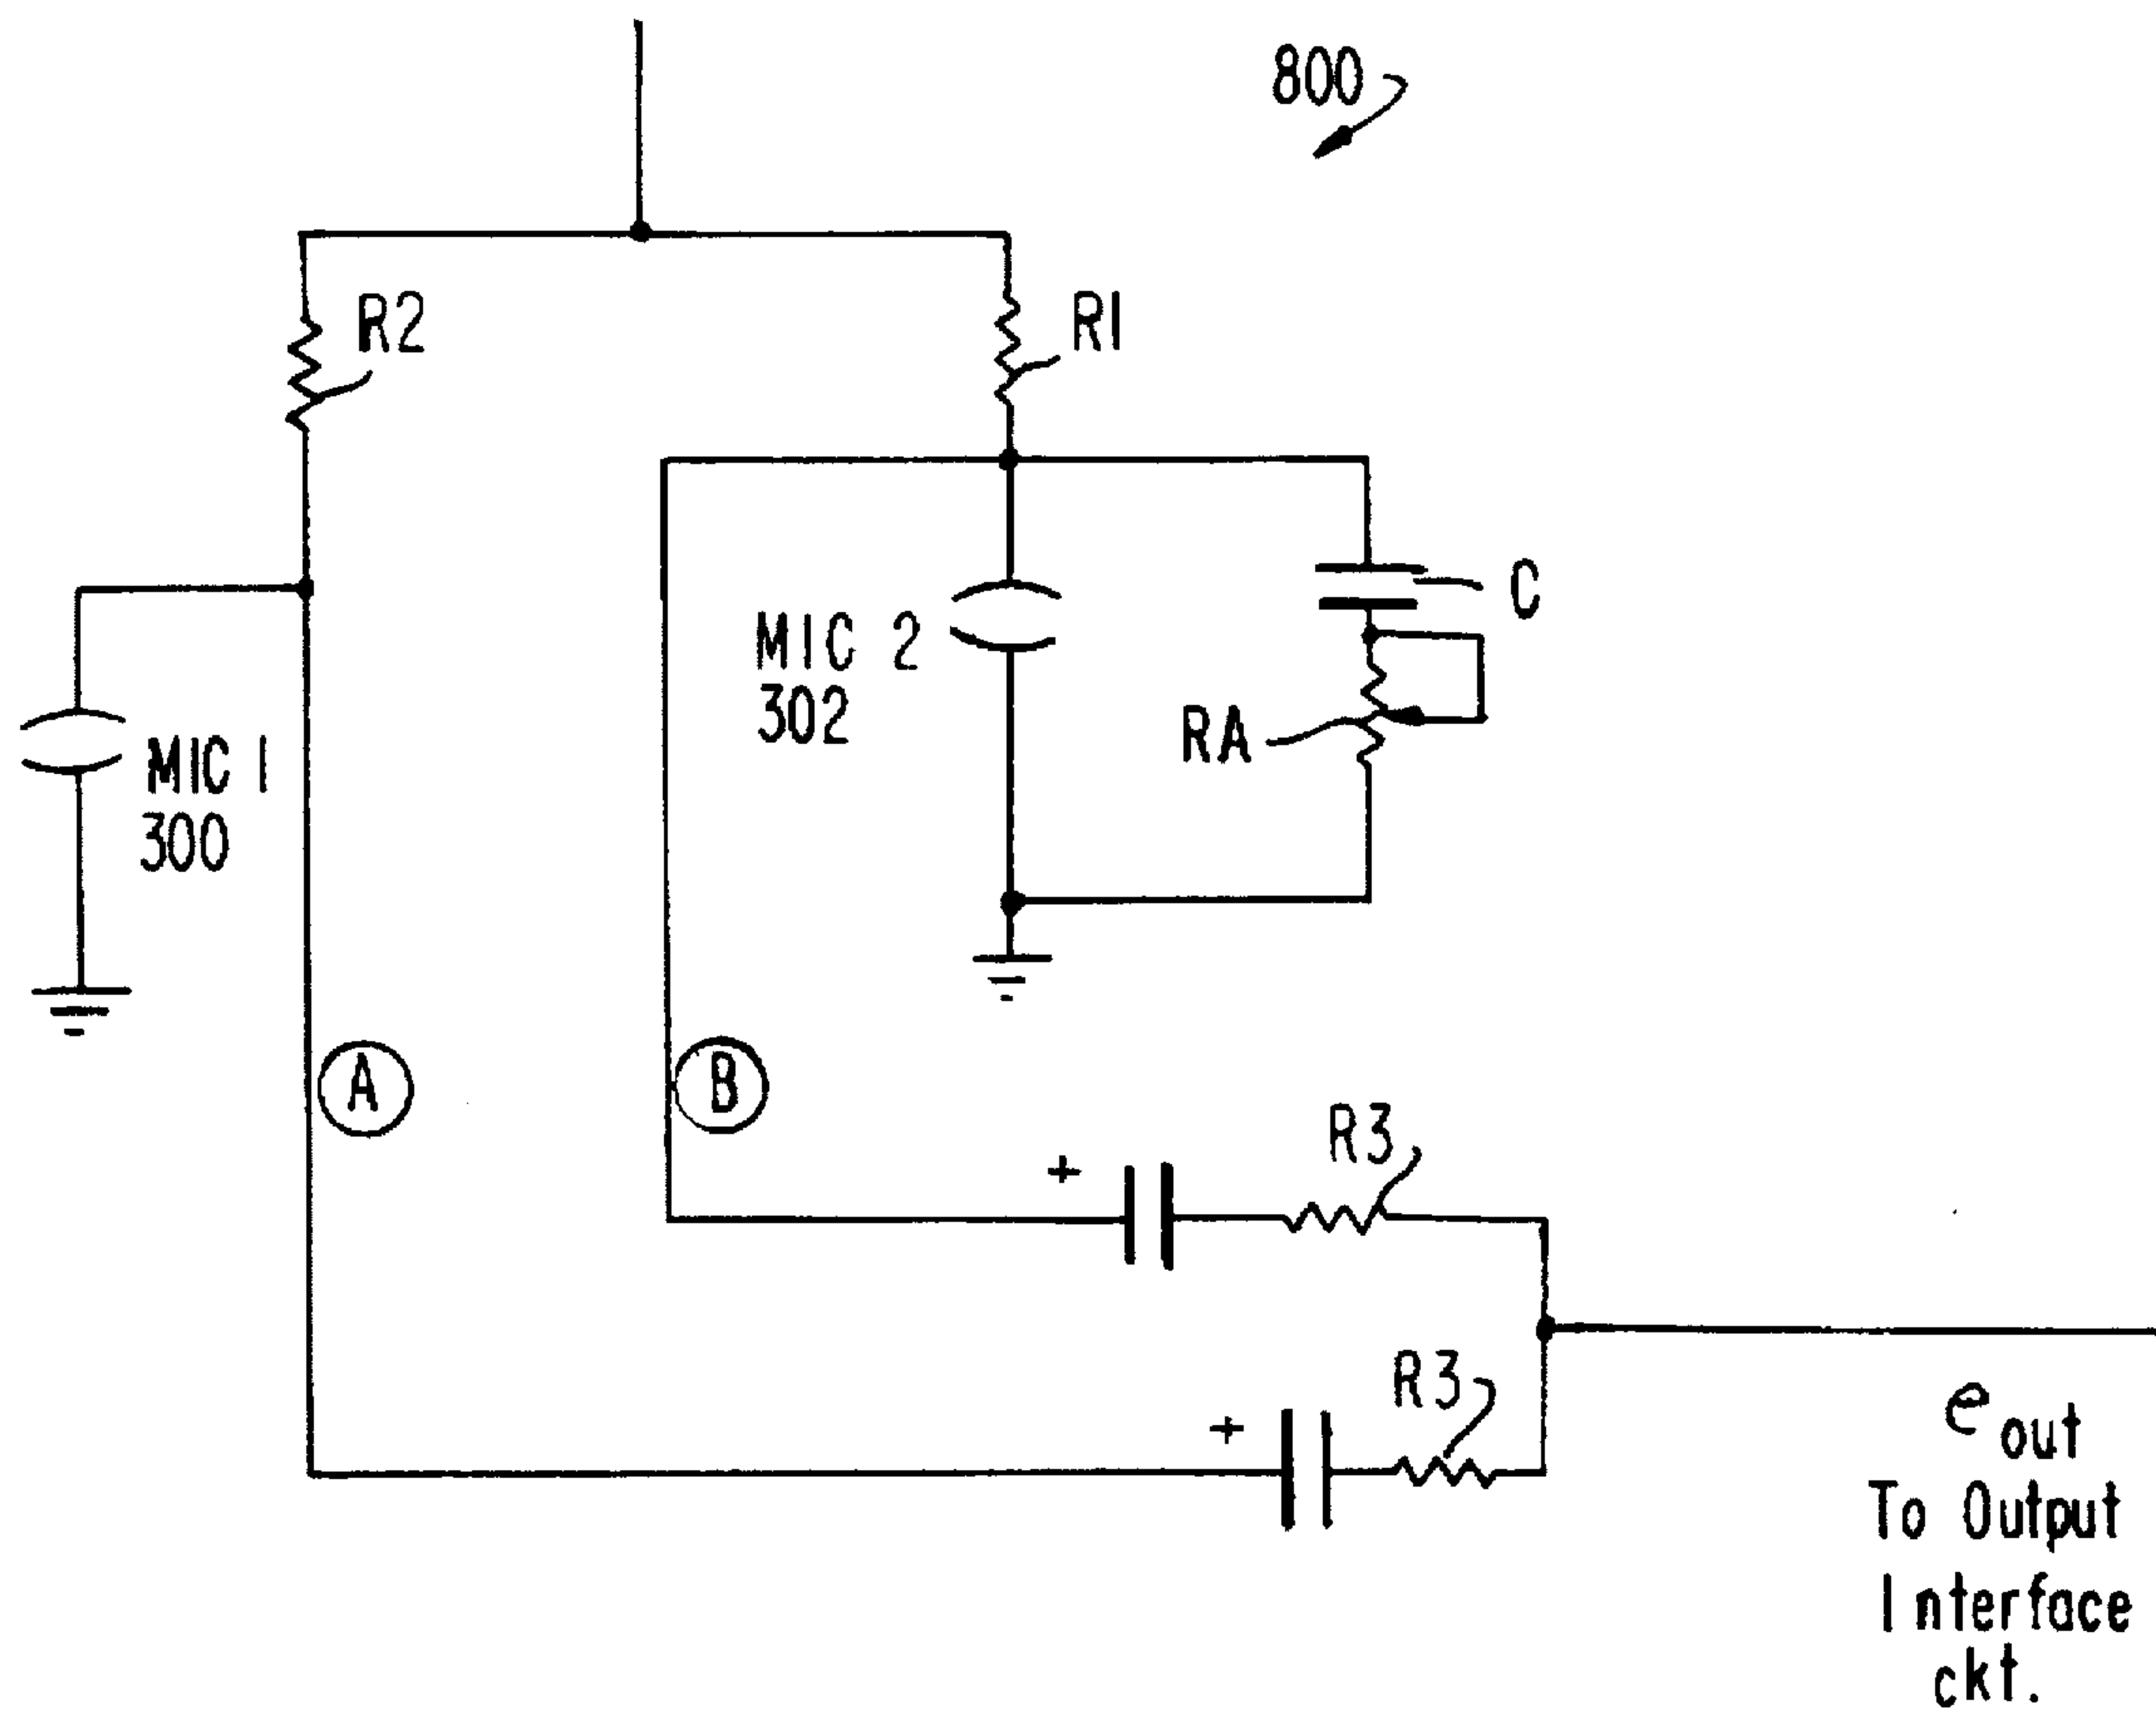 800
R2
R1
C
MIC 2
302
RA
MIC 1
300
A
B
R3
+
R3
+
e out
To Output
Interface
ckt.